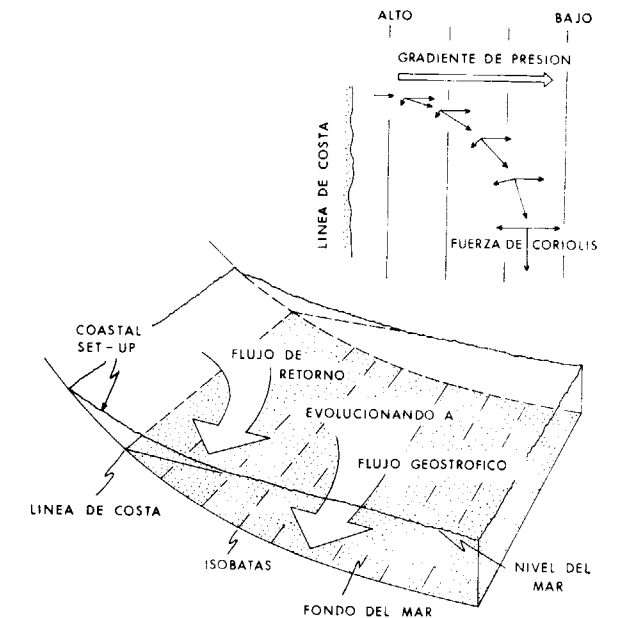 ALTO
BAJO
GRADIENTE DE PRESION
LINEA DE COSTA
FUERZA DE CORIOLIS
COASTAL
SET-UP
FLUJO DE
RETORNO
EVOLUCIONANDO A
FLUJO GEOSTROFICO
LINEA DE COSTA
ISOBATAS
NIVEL DEL
MAR
FONDO DEL MAR